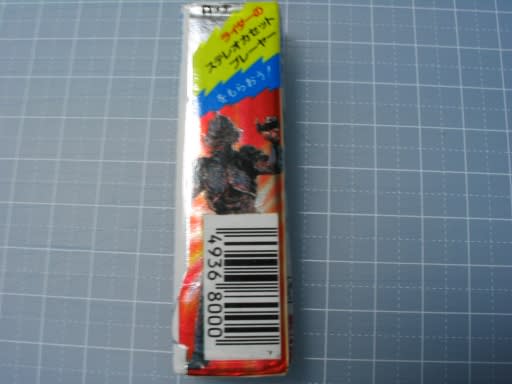 ライダーの
ステレオカセット
プレーヤー
をもらおう!
4936 8000